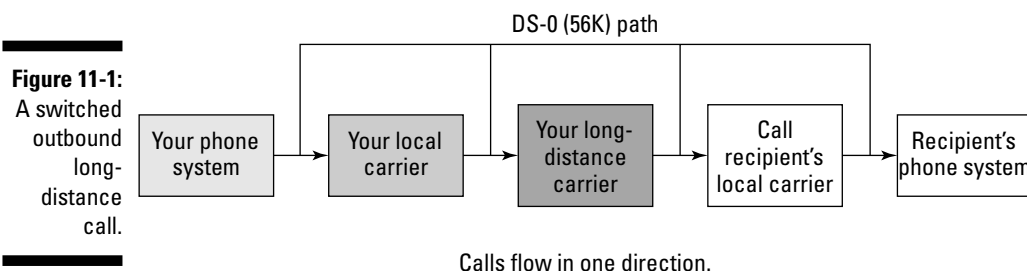 DS-0 (56K) path
Figure 11-1:
A switched
outbound
long-
distance
call.
Your phone
system
Your local
carrier
Your long-
distance
carrier
Call
recipient's
local carrier
Recipient's
phone system
Calls flow in one direction.